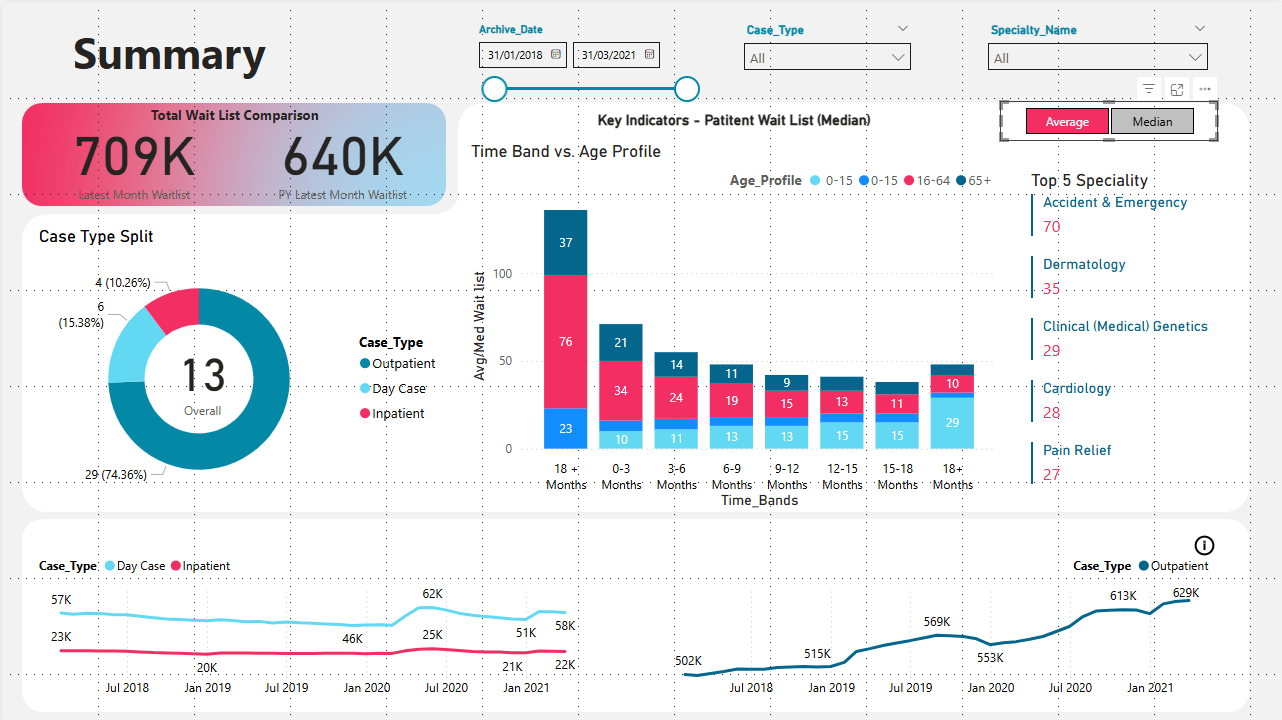 Summary
Archive_Date
31/01/2018
31/03/2021
Case_Type
All
Specialty_Name
All
Total Wait List Comparison
709K
Latest Month Waitlist
640K
PY Latest Month Waitlist
Key Indicators - Patitent Wait List (Median)
Average
Median
Time Band vs. Age Profile
Age_Profile 0-15 0-15 16-64 65+
Avg/Med Wait list
100
50
0
37
76
23
21
34
10
14
24
11
11
19
13
9
15
13
13
15
11
15
10
29
18 + Months
0-3 Months
3-6 Months
6-9 Months
9-12 Months
12-15 Months
15-18 Months
18+ Months
Time_Bands
Top 5 Speciality
Accident & Emergency
70
Dermatology
35
Clinical (Medical) Genetics
29
Cardiology
28
Pain Relief
27
Case Type Split
4 (10.26%)
6
(15.38%)
29 (74.36%)
13
Overall
Case_Type
Outpatient
Day Case
Inpatient
Case_Type Day Case Inpatient
57K
23K
20K
46K
62K
25K
51K
21K
58K
22K
Jul 2018 Jan 2019 Jul 2019 Jan 2020 Jul 2020 Jan 2021
Case_Type Outpatient
502K
515K
569K
553K
613K
629K
Jul 2018 Jan 2019 Jul 2019 Jan 2020 Jul 2020 Jan 2021